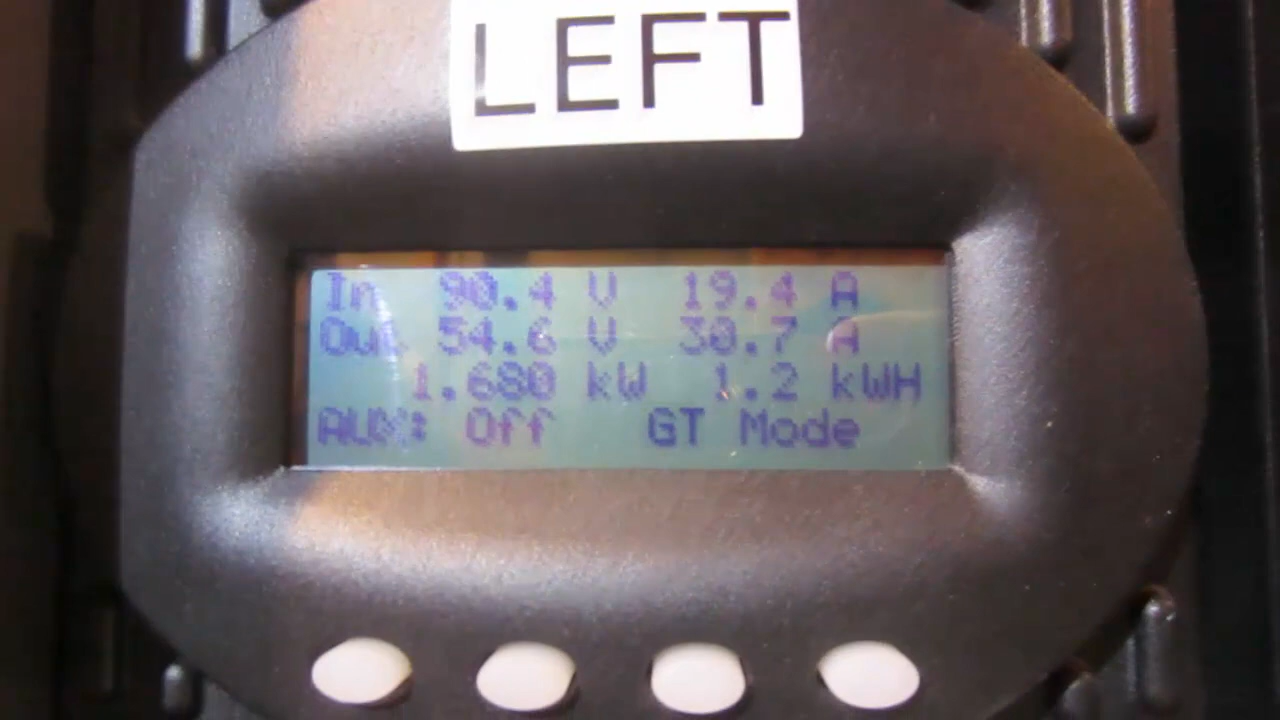 LEFT
In 90.4 V 19.4 A
Out 54.6 V 30.7 A
1.680 kW 1.2 kWH
AUX: Off GT Mode